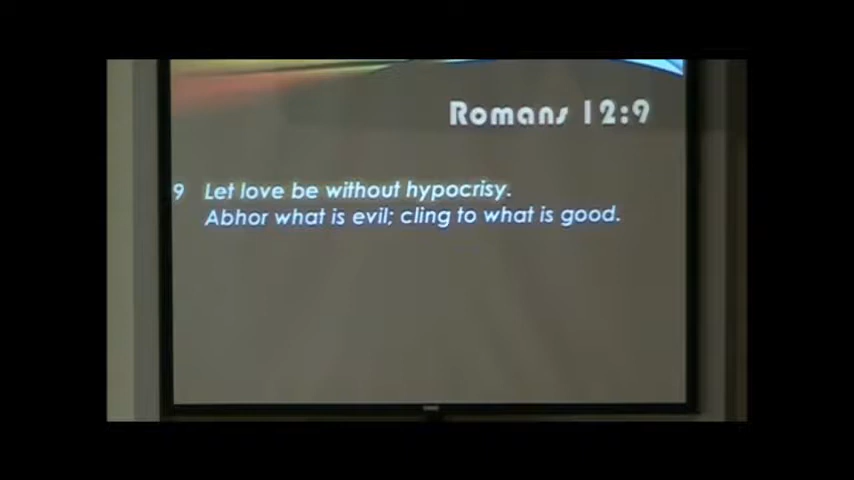 Romans 12:9
9 Let love be without hypocrisy.
Abhor what is evil; cling to what is good.